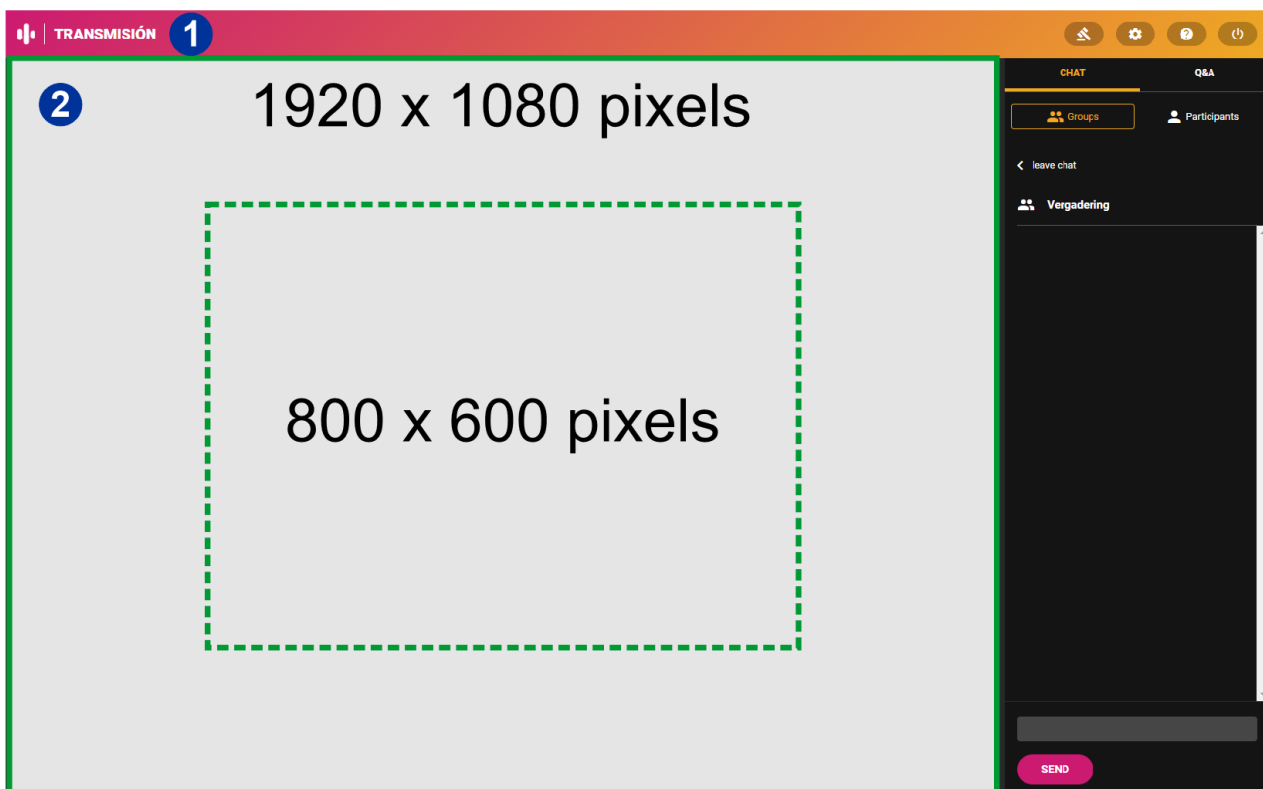 TRANSMISIÓN 1
2
1920 x 1080 pixels
800 x 600 pixels
CHAT Q&A
Groups Participants
leave chat
Vergadering
SEND